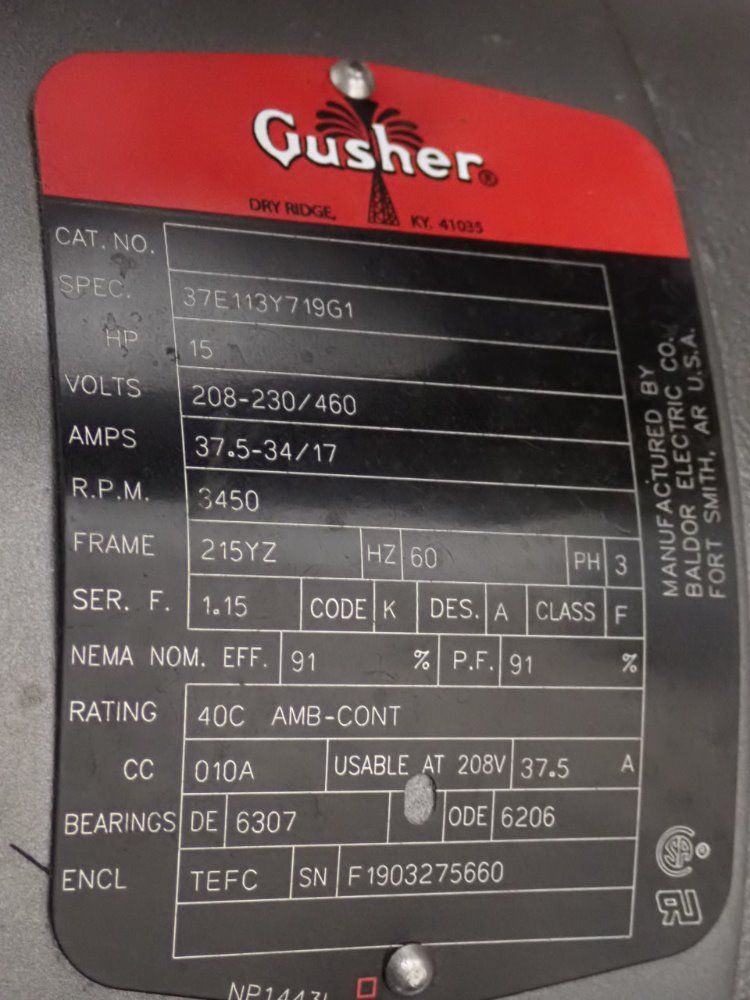 Gusher®
DRY RIDGE, KY. 41035
CAT. NO.
SPEC. 37E113Y719G1
HP 15
VOLTS 208-230/460
AMPS 37.5-34/17
R.P.M. 3450
FRAME 215YZ HZ 60 PH 3
SER. F. 1.15 CODE K DES. A CLASS F
NEMA NOM. EFF. 91 % P.F. 91 %
RATING 40C AMB-CONT
CC 010A USABLE AT 208V 37.5 A
BEARINGS DE 6307 ODE 6206
ENCL TEFC SN F1903275660
MANUFACTURED BY
BALDOR ELECTRIC CO.
FORT SMITH, AR U.S.A.